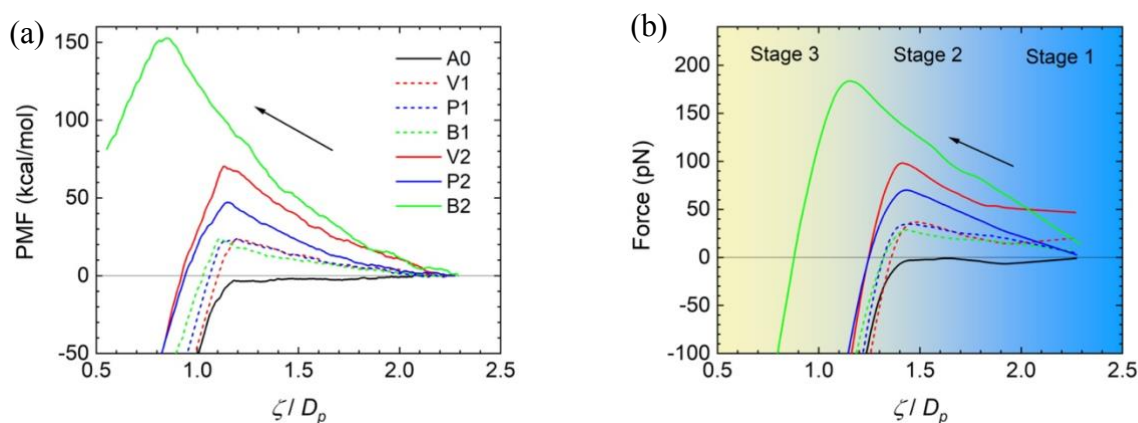 (a)
PMF (kcal/mol)
150
100
50
0
-50
0.5 1.0 1.5 2.0 2.5
ζ / Dₚ
A0
V1
P1
B1
V2
P2
B2
(b)
Force (pN)
200
150
100
50
0
-50
-100
0.5 1.0 1.5 2.0 2.5
ζ / Dₚ
Stage 3 Stage 2 Stage 1